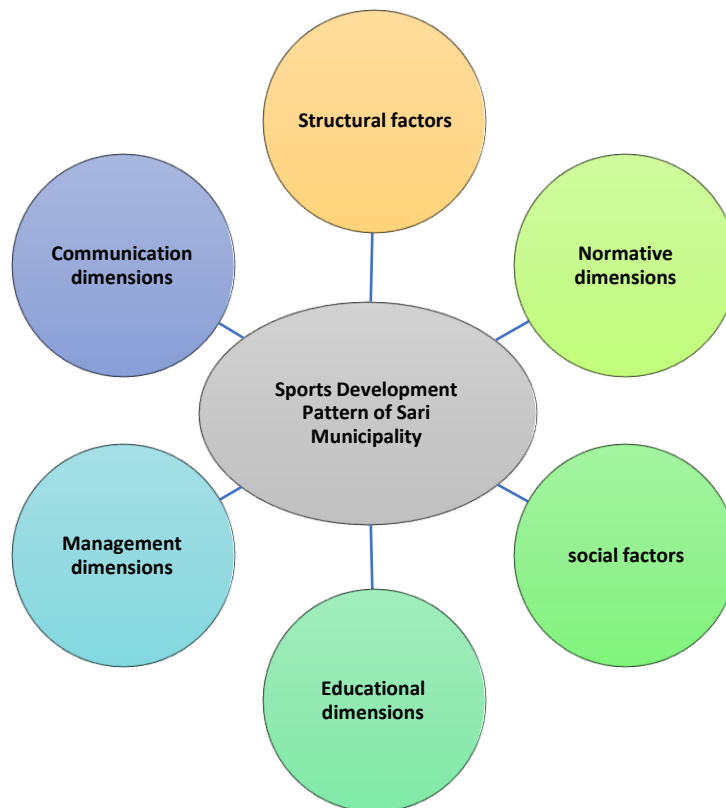 Structural factors
Communication
dimensions
Normative
dimensions
Sports Development
Pattern of Sari
Municipality
Management
dimensions
social factors
Educational
dimensions